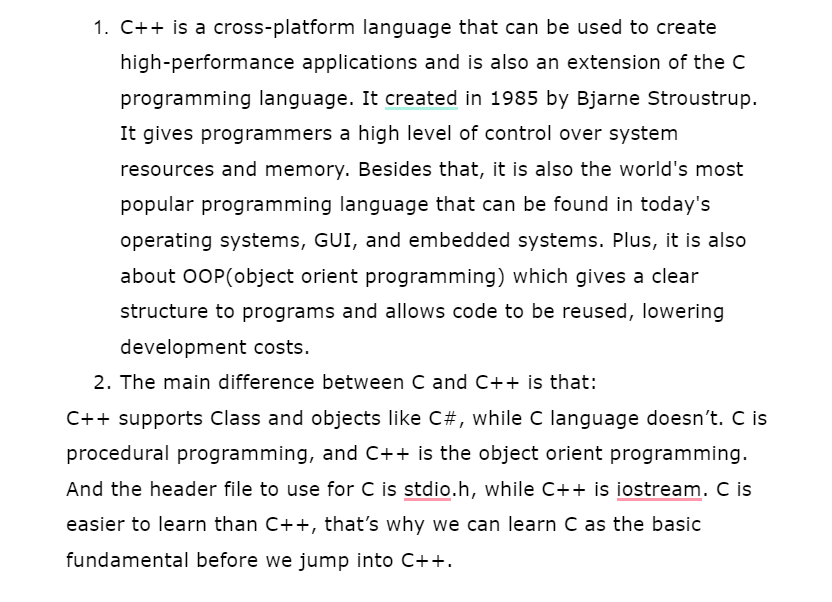 1. C++ is a cross-platform language that can be used to create
high-performance applications and is also an extension of the C
programming language. It created in 1985 by Bjarne Stroustrup.
It gives programmers a high level of control over system
resources and memory. Besides that, it is also the world's most
popular programming language that can be found in today's
operating systems, GUI, and embedded systems. Plus, it is also
about OOP(object orient programming) which gives a clear
structure to programs and allows code to be reused, lowering
development costs.
2. The main difference between C and C++ is that:
C++ supports Class and objects like C#, while C language doesn’t. C is
procedural programming, and C++ is the object orient programming.
And the header file to use for C is stdio.h, while C++ is iostream. C is
easier to learn than C++, that’s why we can learn C as the basic
fundamental before we jump into C++.